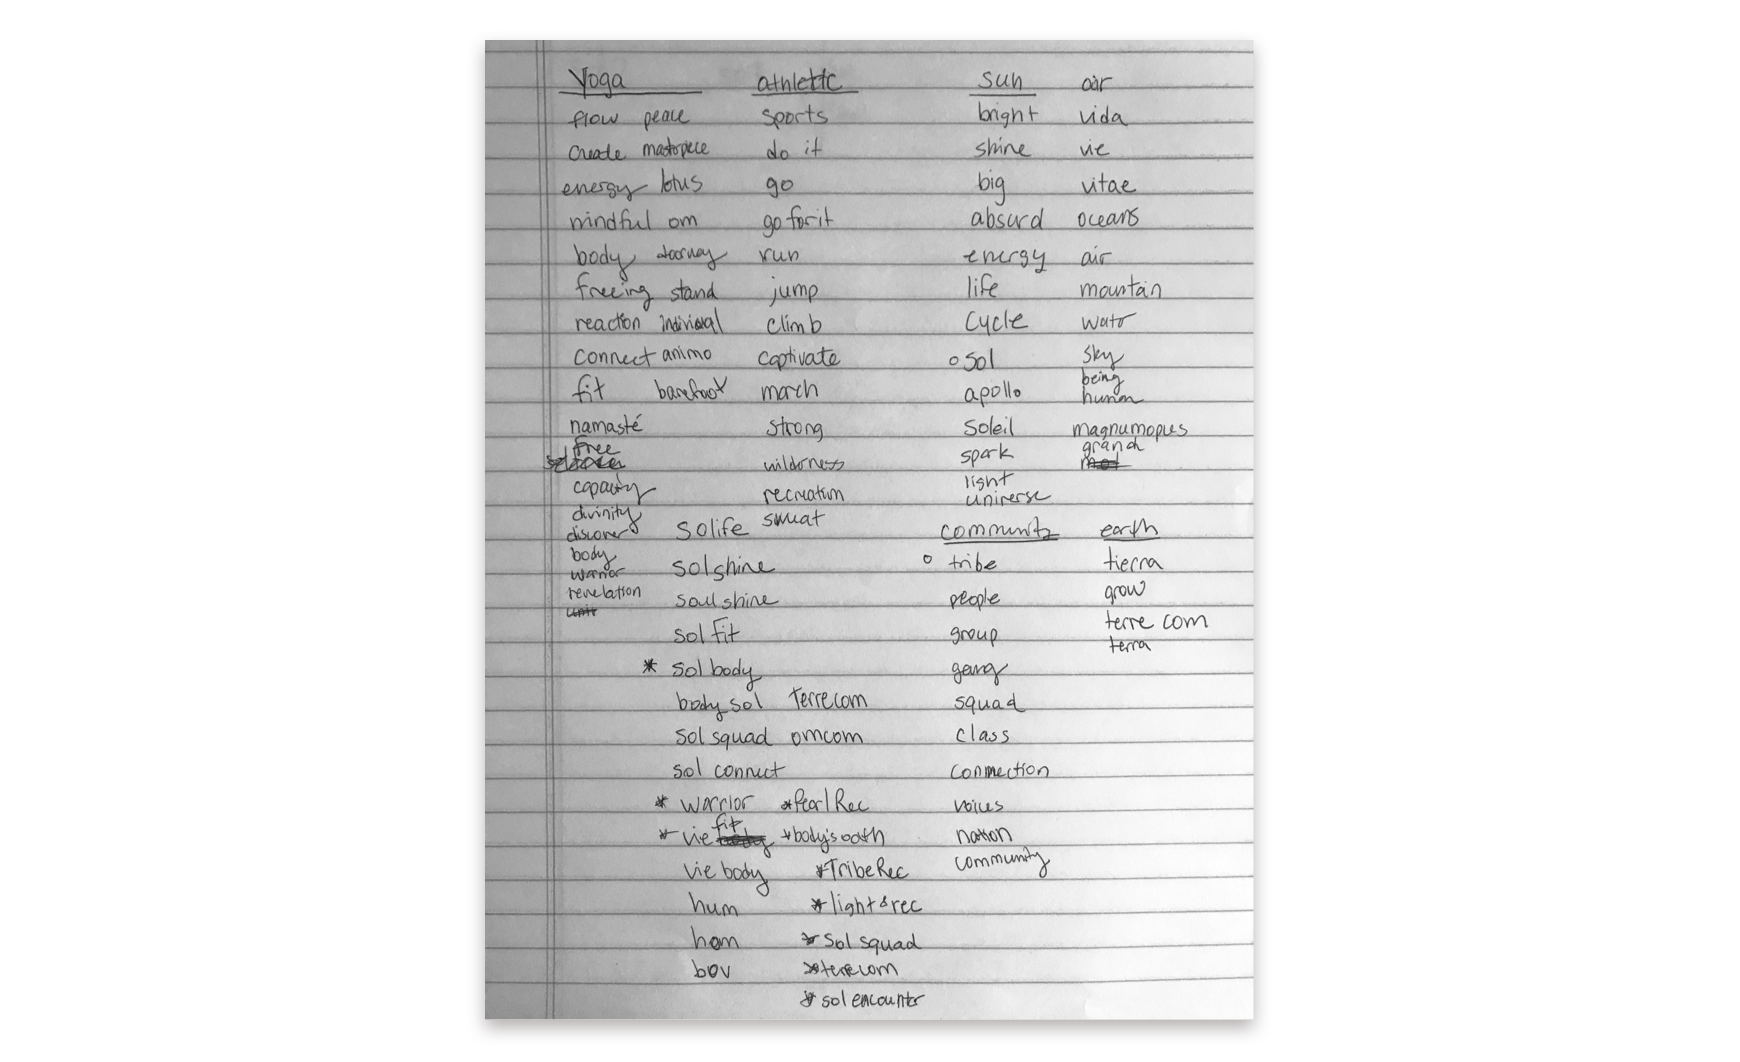 Yoga athletic sun air
flow peace sports bright vida
create masterpiece do it shine vie
energy lotus go big vitae
mindful om go for it absurd oceans
body doorway run energy air
freeing stand jump life mountain
reaction individual climb cycle water
connect animo captivate o sol sky
fit barefoot march apollo being
human
namasté strong soleil magnumopus
free wilderness spark grand
capacity recreation light
universe
divinity solife sweat community earth
discover
body solshine o tribe tierra
warrior
revelation soulshine people grow
unit
sol fit group terre com
terra
* sol body gang
body sol Terrecom squad
sol squad omcom class
sol connect connection
* warrior *Pearl Rec voices
* vie fit *body's oath nation
vie body *TribeRec community
hum * light & rec
hom * Sol squad
bov *terrecom
* sol encounter